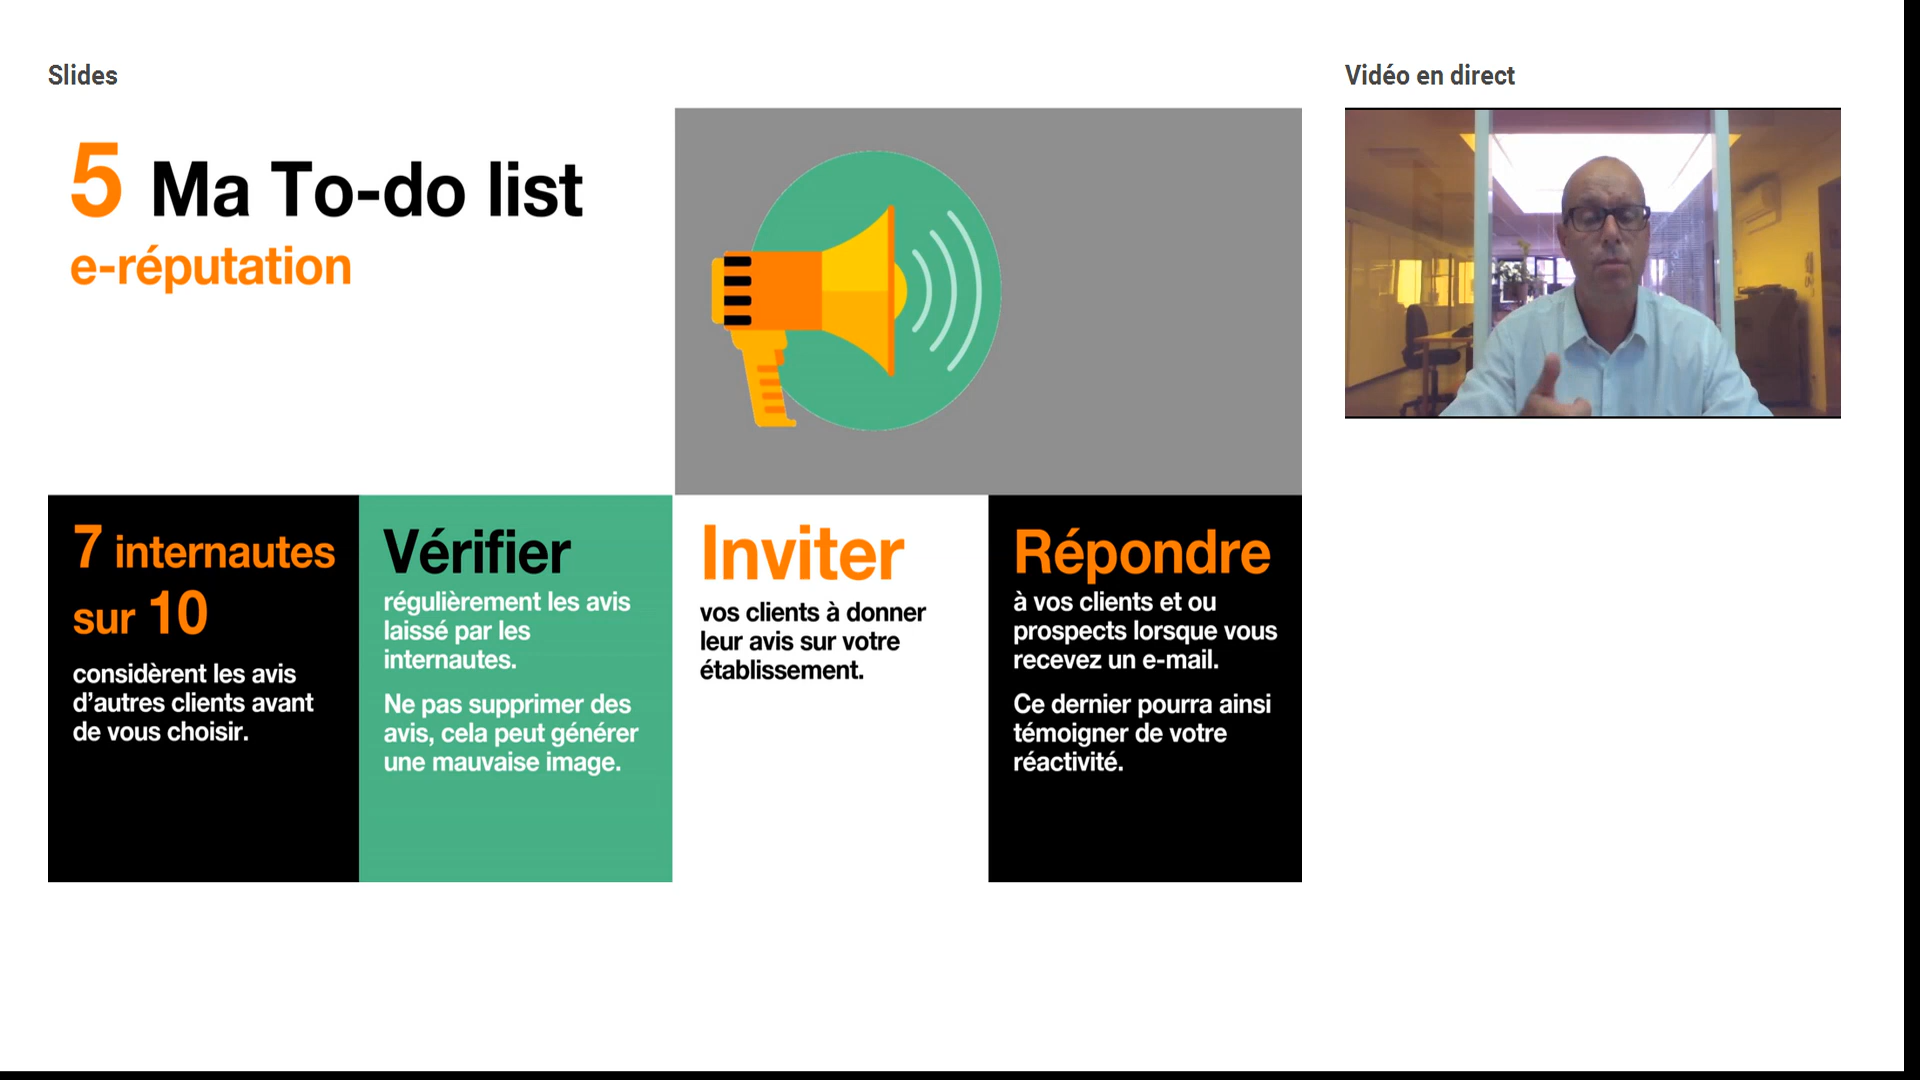 Slides
Vidéo en direct
5 Ma To-do list
e-réputation
7 internautes
sur 10
considèrent les avis
d’autres clients avant
de vous choisir.
Vérifier
régulièrement les avis
laissé par les
internautes.
Ne pas supprimer des
avis, cela peut générer
une mauvaise image.
Inviter
vos clients à donner
leur avis sur votre
établissement.
Répondre
à vos clients et ou
prospects lorsque vous
recevez un e-mail.
Ce dernier pourra ainsi
témoigner de votre
réactivité.